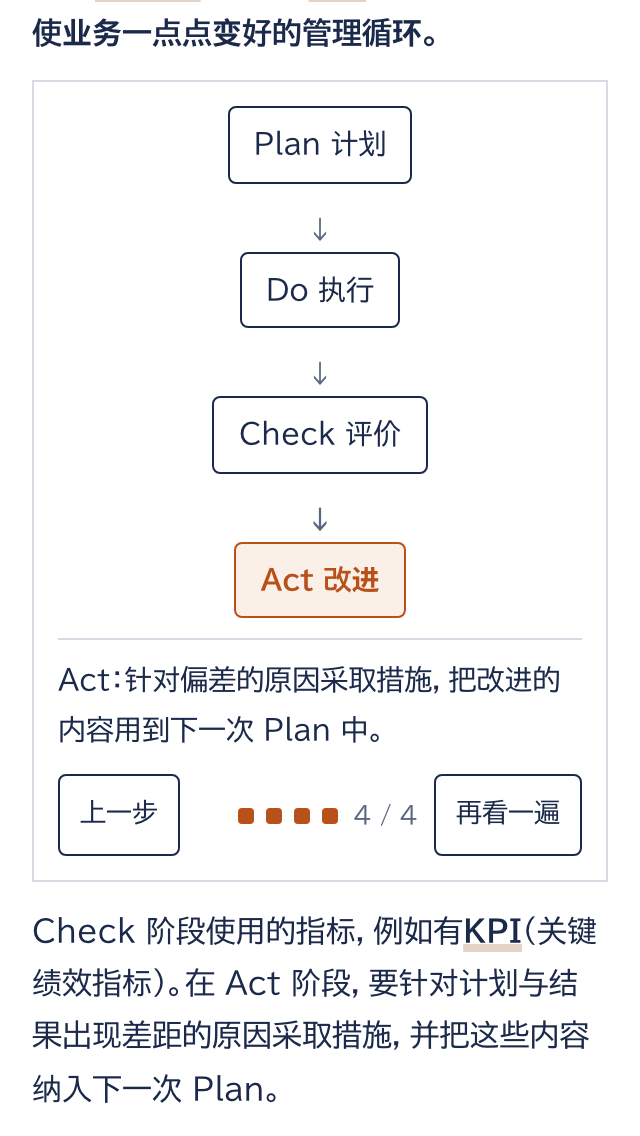 使业务一点点变好的管理循环。
Plan 计划
↓
Do 执行
↓
Check 评价
↓
Act 改进
Act：针对偏差的原因采取措施，把改进的
内容用到下一次 Plan 中。
上一步
4 / 4
再看一遍
Check 阶段使用的指标，例如有KPI（关键
绩效指标）。在 Act 阶段，要针对计划与结
果出现差距的原因采取措施，并把这些内容
纳入下一次 Plan。